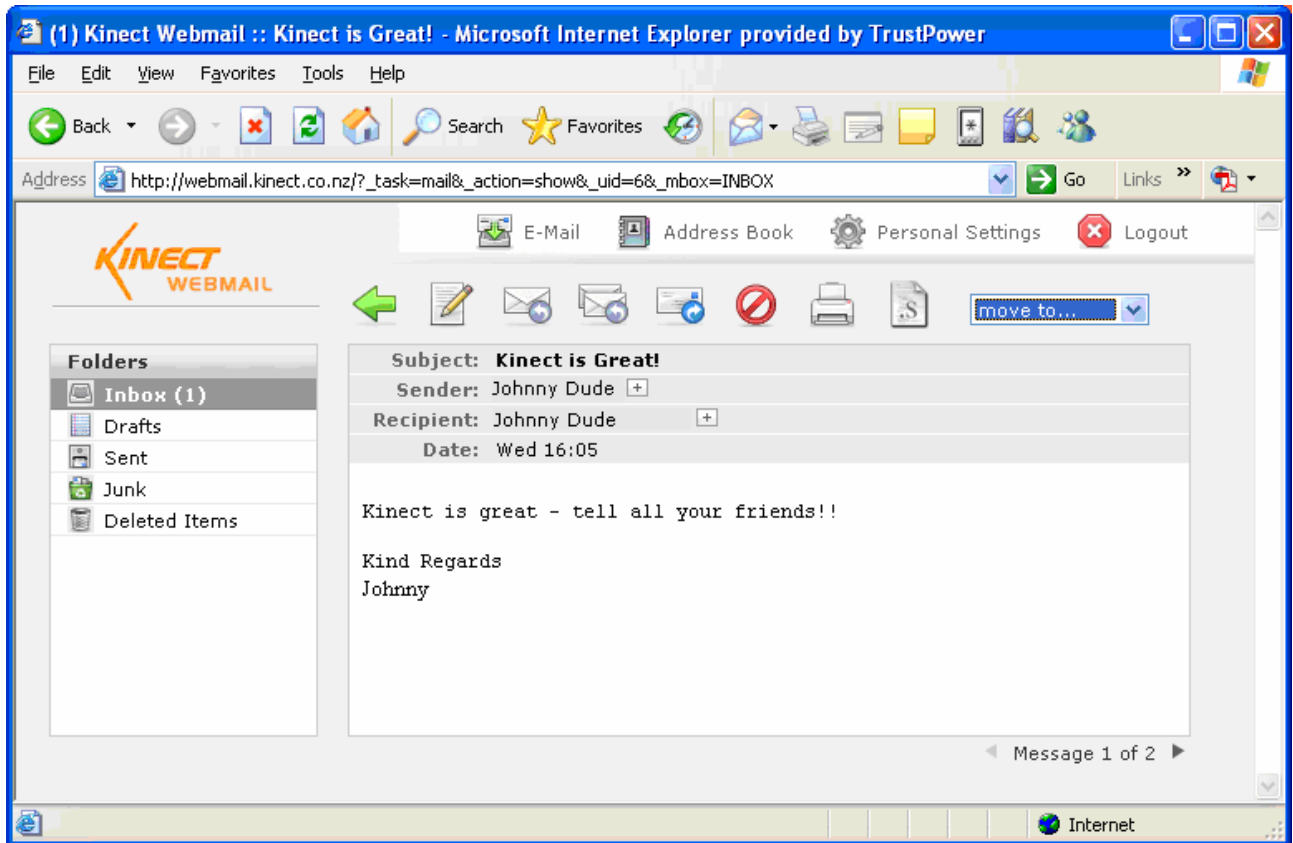 (1) Kinect Webmail :: Kinect is Great! - Microsoft Internet Explorer provided by TrustPower
File Edit View Favorites Tools Help
Back Search Favorites
Address http://webmail.kinect.co.nz/?_task=mail&_action=show&_uid=6&_mbox=INBOX Go Links »
KINECT
WEBMAIL
E-Mail Address Book Personal Settings Logout
.S move to...
Folders
Inbox (1)
Drafts
Sent
Junk
Deleted Items
Subject: Kinect is Great!
Sender: Johnny Dude +
Recipient: Johnny Dude +
Date: Wed 16:05
Kinect is great - tell all your friends!!
Kind Regards
Johnny
Message 1 of 2
Internet